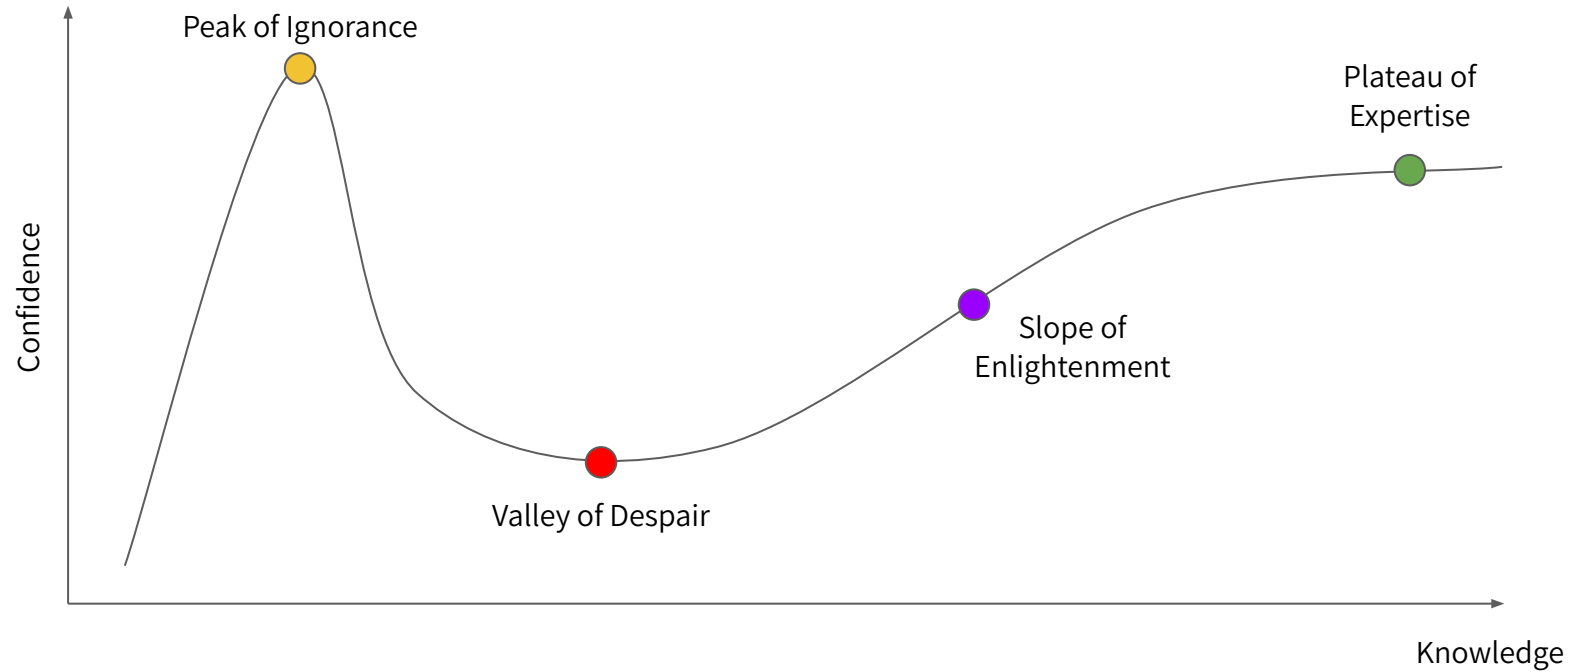 Peak of Ignorance
Plateau of
Expertise
Confidence
Slope of
Enlightenment
Valley of Despair
Knowledge